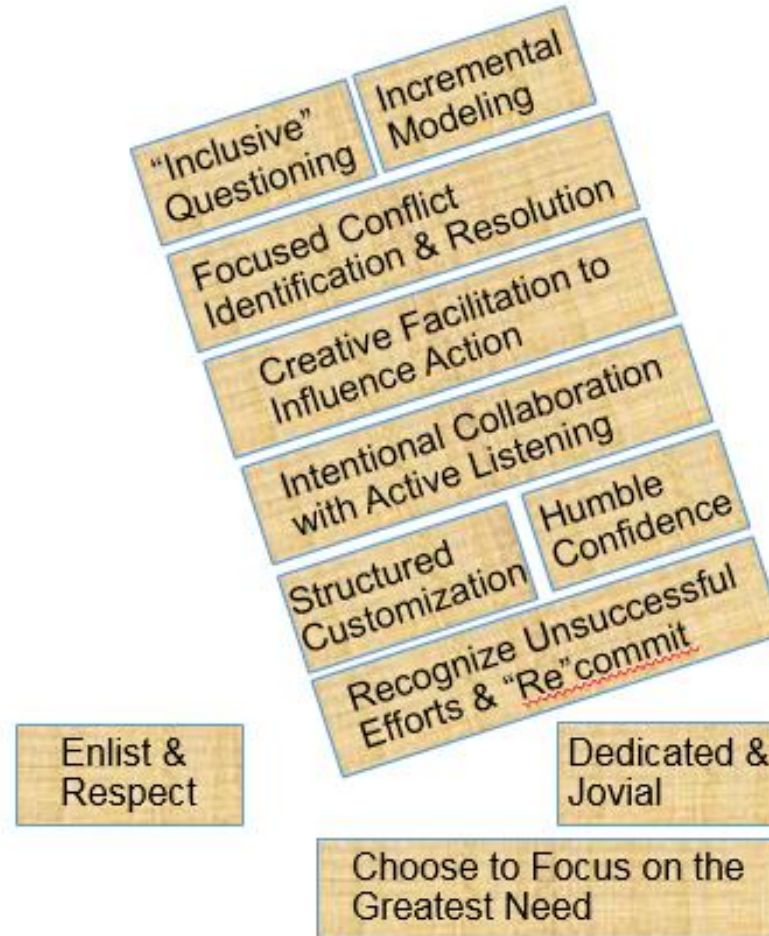 “Inclusive”
Questioning
Incremental
Modeling
Focused Conflict
Identification & Resolution
Creative Facilitation to
Influence Action
Intentional Collaboration
with Active Listening
Structured
Customization
Humble
Confidence
Recognize Unsuccessful
Efforts & “Re”commit
Enlist &
Respect
Dedicated &
Jovial
Choose to Focus on the
Greatest Need